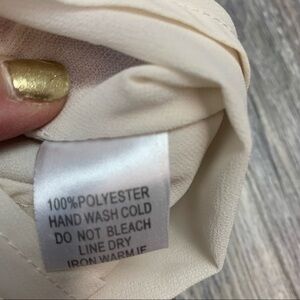 100%POLYESTER
HAND WASH COLD
DO NOT BLEACH
LINE DRY
IRON WARM IF